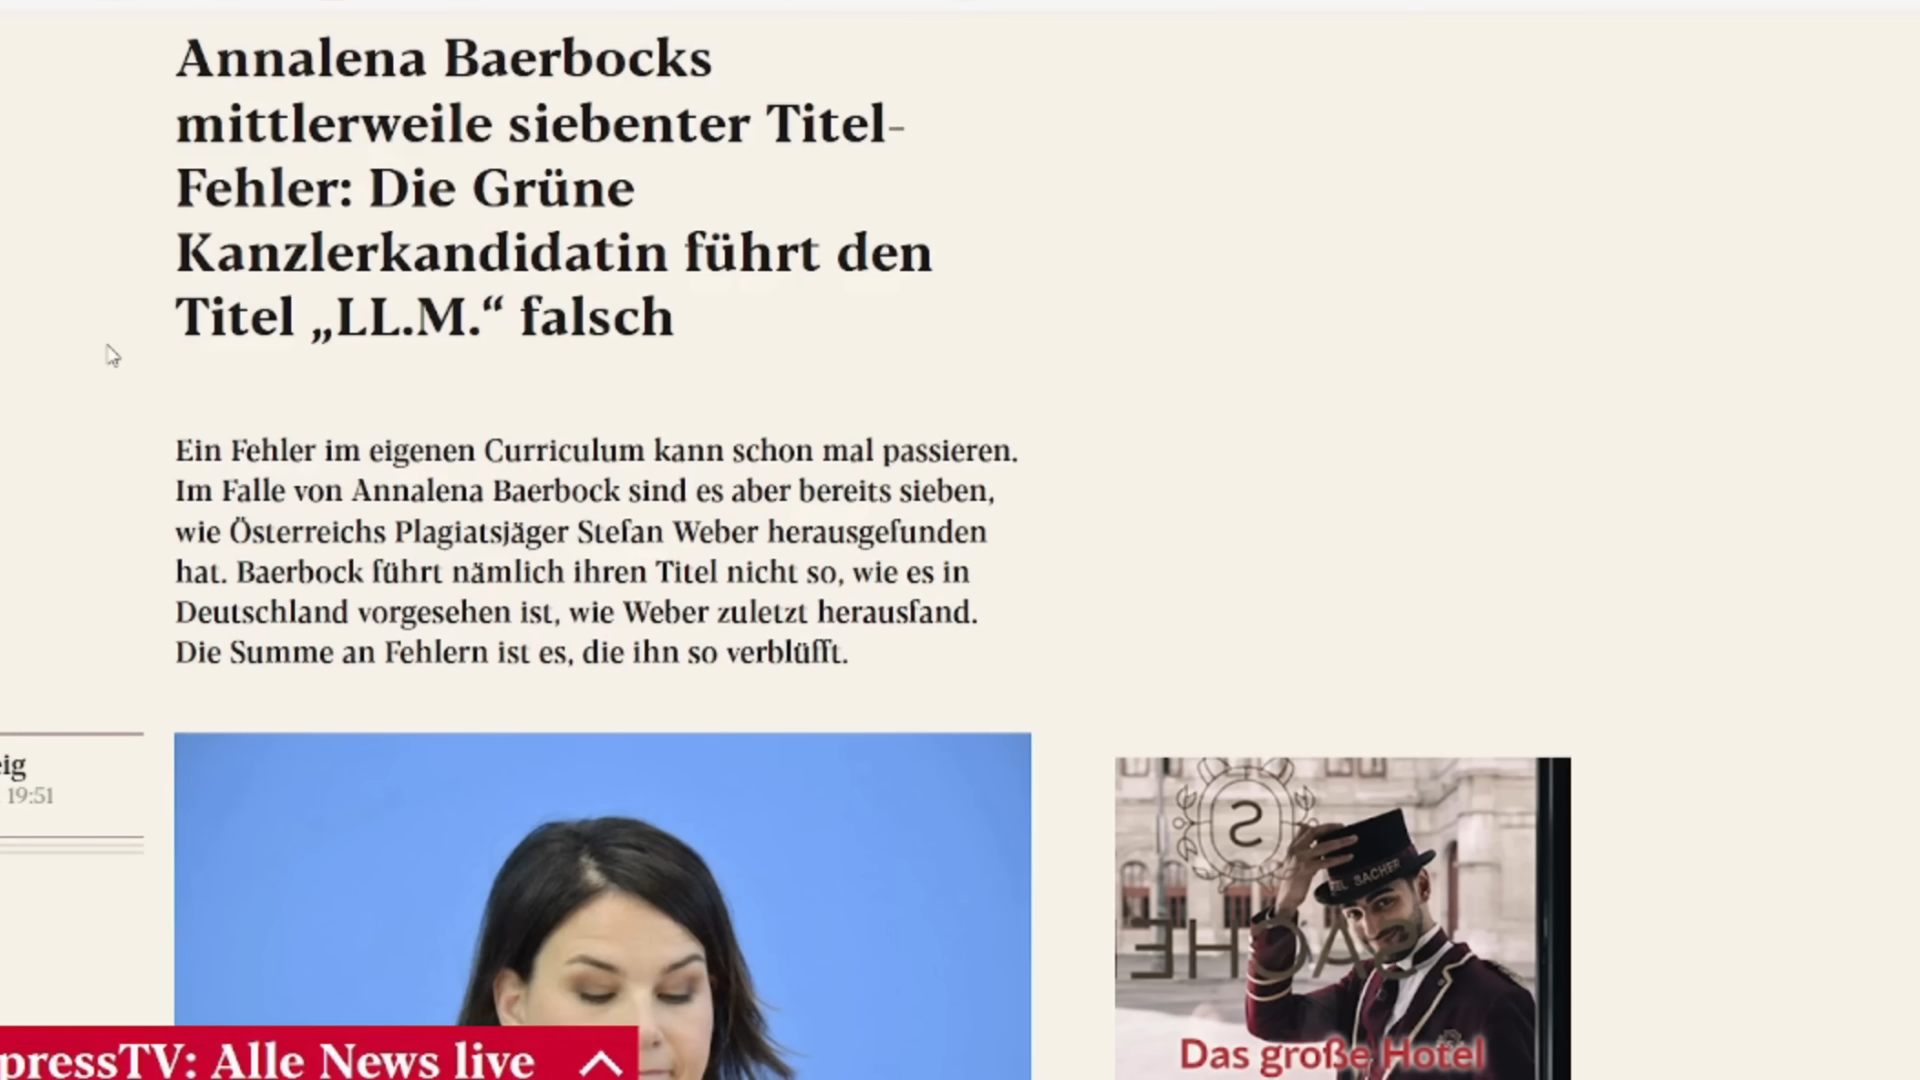 Annalena Baerbocks
mittlerweile siebenter Titel-
Fehler: Die Grüne
Kanzlerkandidatin führt den
Titel „LL.M.“ falsch
Ein Fehler im eigenen Curriculum kann schon mal passieren.
Im Falle von Annalena Baerbock sind es aber bereits sieben,
wie Österreichs Plagiatsjäger Stefan Weber herausgefunden
hat. Baerbock führt nämlich ihren Titel nicht so, wie es in
Deutschland vorgesehen ist, wie Weber zuletzt herausfand.
Die Summe an Fehlern ist es, die ihn so verblüfft.
eig
19:51
S
SACHE
EL SACHER
Das große Hotel
pressTV: Alle News live